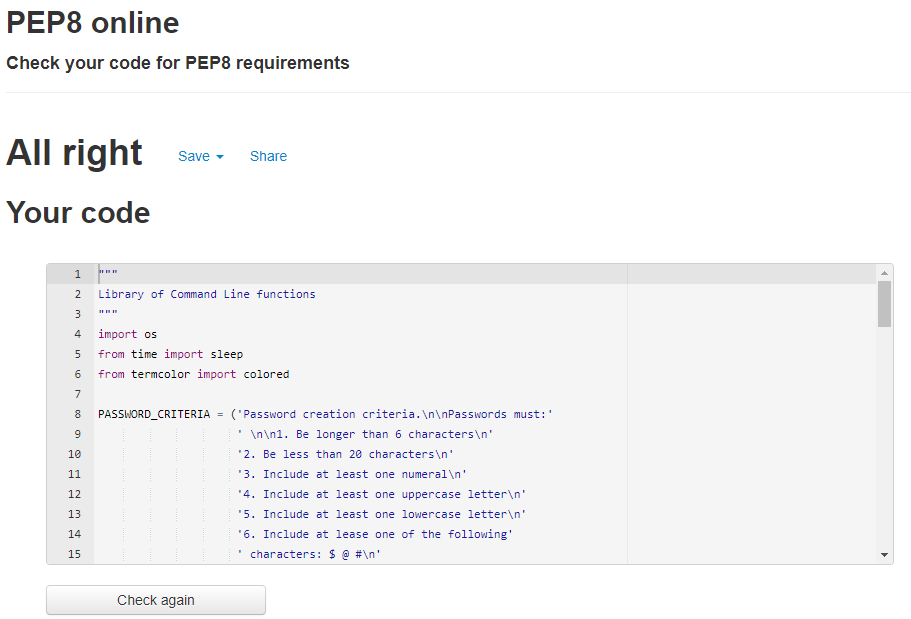 PEP8 online
Check your code for PEP8 requirements
All right Save Share
Your code
1 """
2 Library of Command Line functions
3 """
4 import os
5 from time import sleep
6 from termcolor import colored
7
8 PASSWORD_CRITERIA = ('Password creation criteria.\n\nPasswords must:'
9 ' \n\n1. Be longer than 6 characters\n'
10 '2. Be less than 20 characters\n'
11 '3. Include at least one numeral\n'
12 '4. Include at least one uppercase letter\n'
13 '5. Include at least one lowercase letter\n'
14 '6. Include at lease one of the following'
15 ' characters: $ @ #\n'
Check again